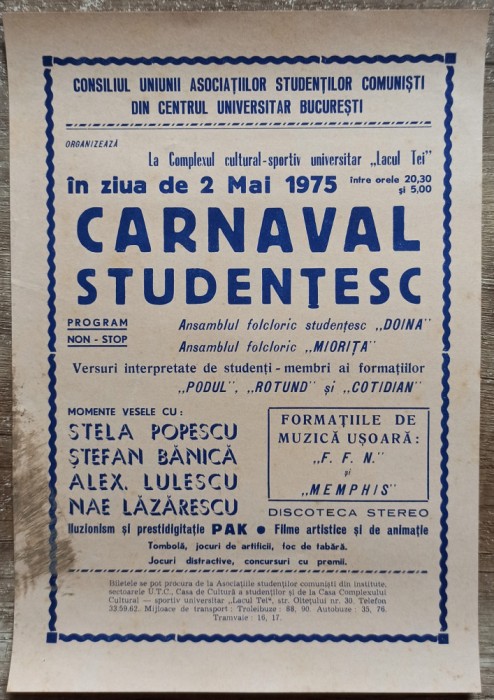 CONSILIUL UNIUNII ASOCIAȚIILOR STUDENȚILOR COMUNIȘTI
DIN CENTRUL UNIVERSITAR BUCUREȘTI
ORGANIZEAZĂ
La Complexul cultural-sportiv universitar „Lacul Tei"
în ziua de 2 Mai 1975 între orele 20,30
și 5,00
CARNAVAL
STUDENȚESC
PROGRAM
NON - STOP
Ansamblul folcloric studențesc „DOINA"
Ansamblul folcloric „MIORIȚA"
Versuri interpretate de studenți - membri ai formațiilor
„PODUL", „ROTUND" și „COTIDIAN"
MOMENTE VESELE CU :
STELA POPESCU
ȘTEFAN BĂNICĂ
ALEX. LULESCU
NAE LĂZĂRESCU
FORMAȚIILE DE
MUZICĂ UȘOARĂ :
„F. F. N."
și
„MEMPHIS"
DISCOTECA STEREO
Iluzionism și prestidigitație PAK • Filme artistice și de animație
Tombolă, jocuri de artificii, foc de tabără.
Jocuri distractive, concursuri cu premii.
Biletele se pot procura de la Asociațiile studenților comuniști din institute,
sectoarele U.T.C., Casa de Cultură a studenților și de la Casa Complexului
Cultural — sportiv universitar „Lacul Tei", str. Oltețului nr. 30. Telefon
33.59.62. Mijloace de transport : Troleibuze : 88, 90. Autobuze : 35, 76.
Tramvaie : 16, 17.